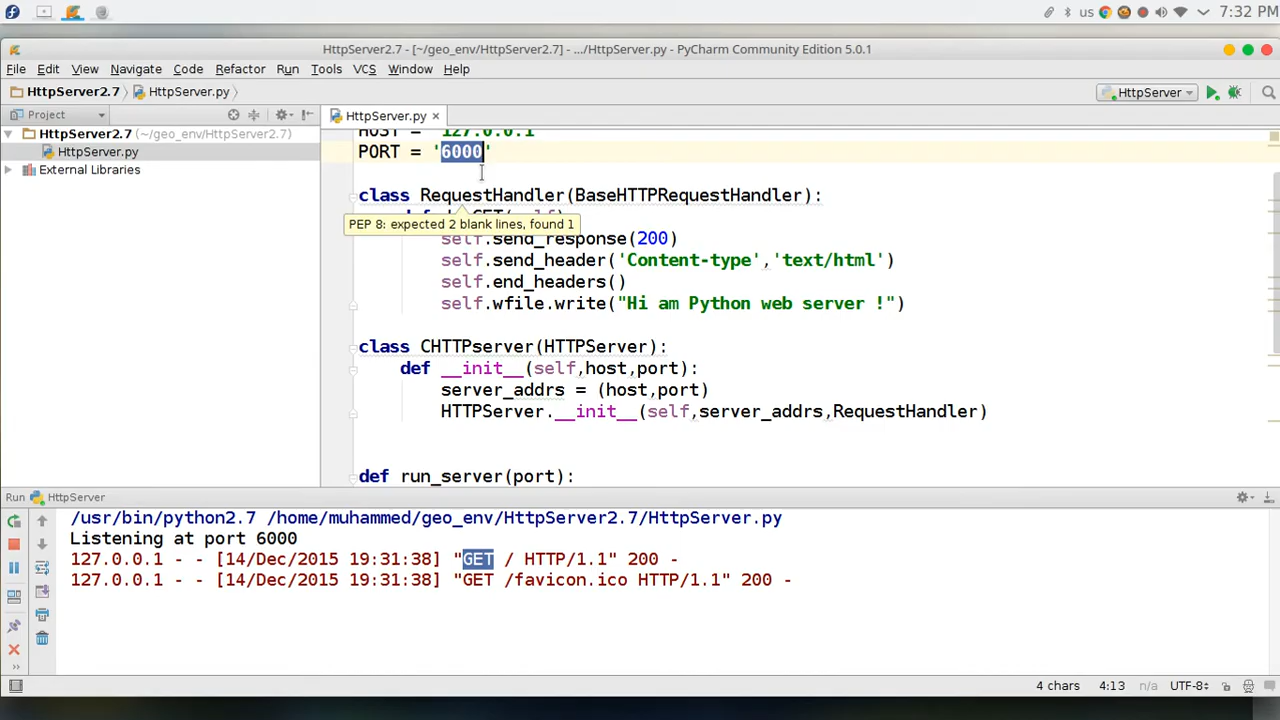 us 7:32 PM
HttpServer2.7 - [~/geo_env/HttpServer2.7] - .../HttpServer.py - PyCharm Community Edition 5.0.1
File Edit View Navigate Code Refactor Run Tools VCS Window Help
HttpServer2.7 HttpServer.py HttpServer
Project HttpServer.py
HttpServer2.7 (~/geo_env/HttpServer2.7)
HttpServer.py
External Libraries
HOST = '127.0.0.1
PORT = '6000'
class RequestHandler(BaseHTTPRequestHandler):
PEP 8: expected 2 blank lines, found 1
self.send_response(200)
self.send_header('Content-type','text/html')
self.end_headers()
self.wfile.write("Hi am Python web server !")
class CHTTPserver(HTTPServer):
def __init__(self,host,port):
server_addrs = (host,port)
HTTPServer.__init__(self,server_addrs,RequestHandler)
def run_server(port):
Run HttpServer
/usr/bin/python2.7 /home/muhammed/geo_env/HttpServer2.7/HttpServer.py
Listening at port 6000
127.0.0.1 - - [14/Dec/2015 19:31:38] "GET / HTTP/1.1" 200 -
127.0.0.1 - - [14/Dec/2015 19:31:38] "GET /favicon.ico HTTP/1.1" 200 -
4 chars 4:13 n/a UTF-8